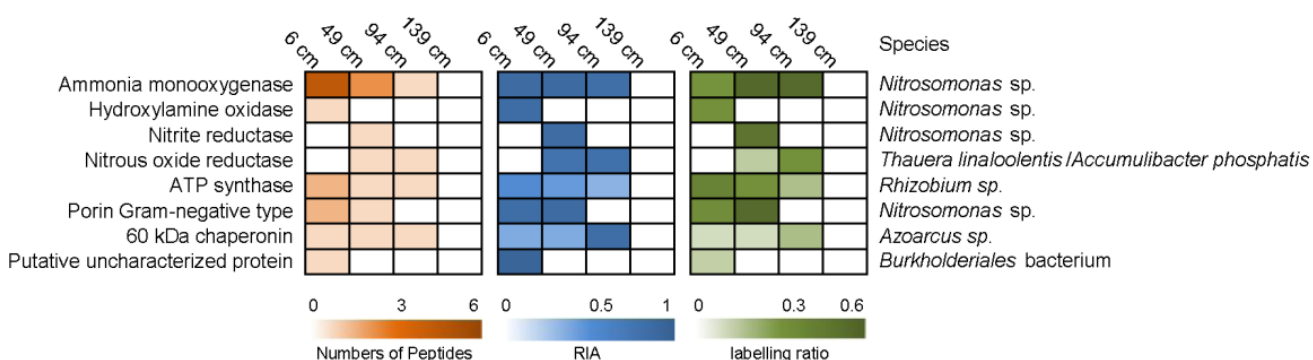 6 cm 49 cm 94 cm 139 cm 6 cm 49 cm 94 cm 139 cm 6 cm 49 cm 94 cm 139 cm Species
Ammonia monooxygenase Nitrosomonas sp.
Hydroxylamine oxidase Nitrosomonas sp.
Nitrite reductase Nitrosomonas sp.
Nitrous oxide reductase Thauera linaloolentis/Accumulibacter phosphatis
ATP synthase Rhizobium sp.
Porin Gram-negative type Nitrosomonas sp.
60 kDa chaperonin Azoarcus sp.
Putative uncharacterized protein Burkholderiales bacterium
0 3 6 0 0.5 1 0 0.3 0.6
Numbers of Peptides RIA labelling ratio